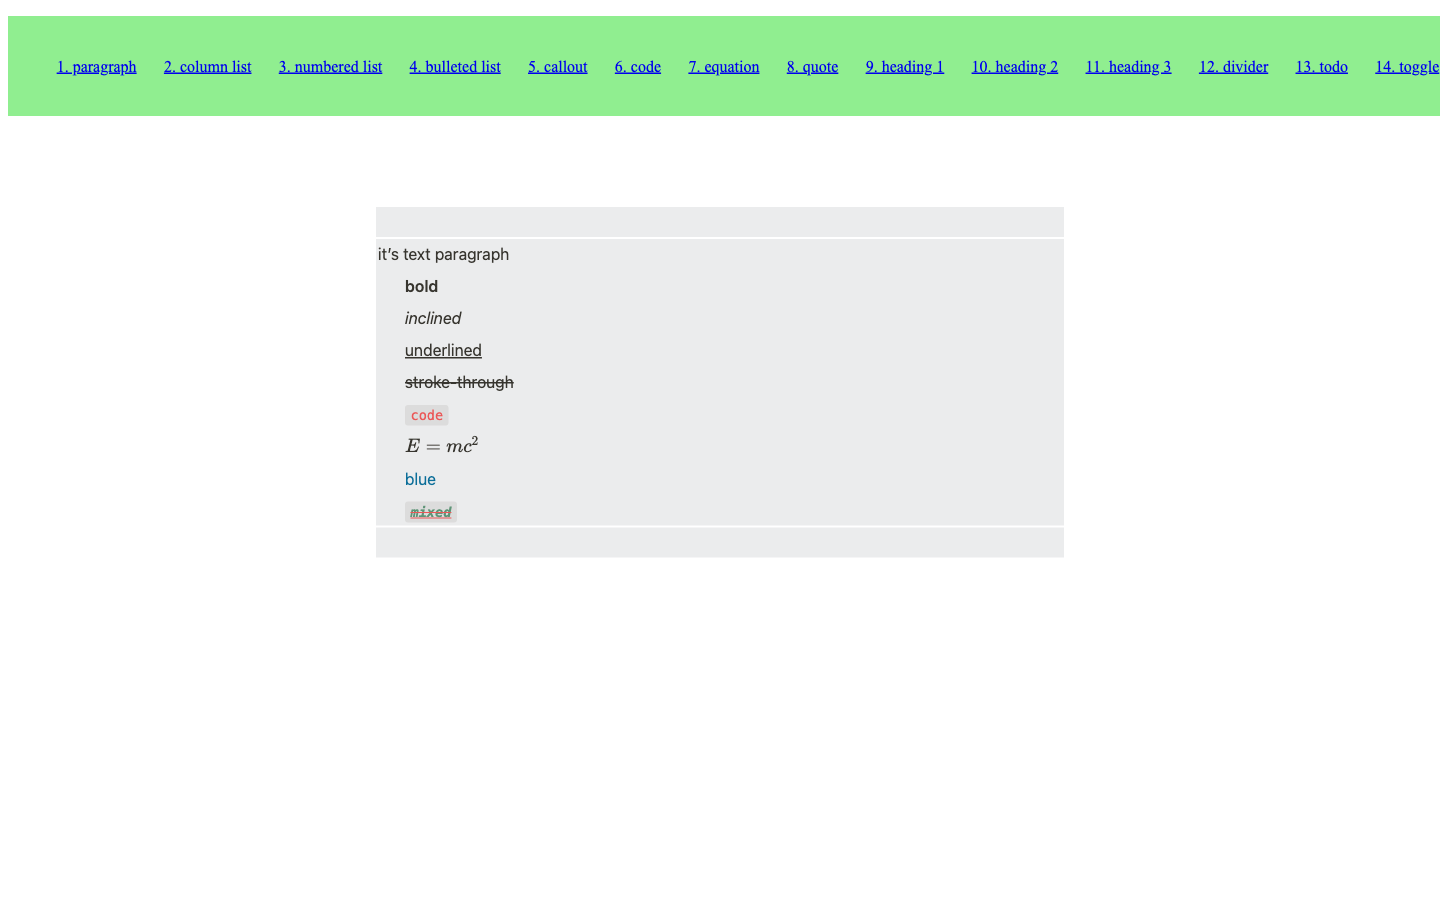 1. paragraph 2. column list 3. numbered list 4. bulleted list 5. callout 6. code 7. equation 8. quote 9. heading 1 10. heading 2 11. heading 3 12. divider 13. todo 14. toggle
it's text paragraph
bold
inclined
underlined
stroke-through
code
E = mc²
blue
mixed